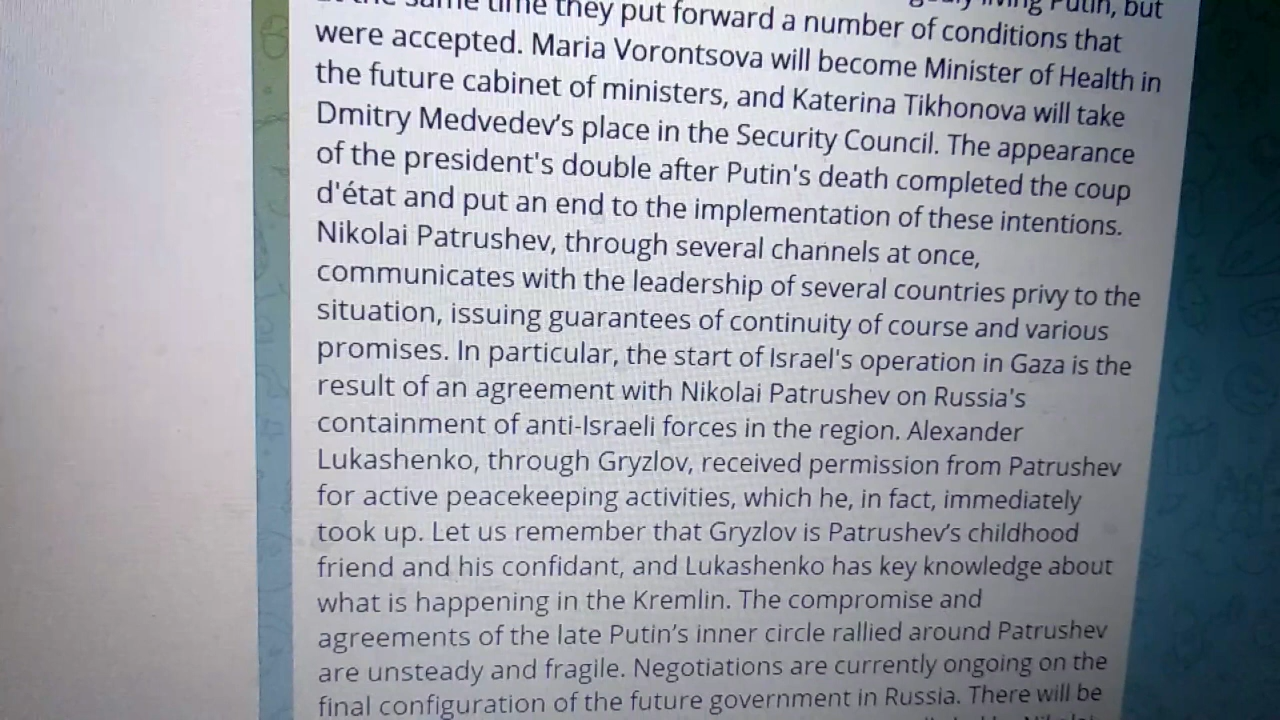 same time they put forward a number of conditions that
were accepted. Maria Vorontsova will become Minister of Health in
the future cabinet of ministers, and Katerina Tikhonova will take
Dmitry Medvedev's place in the Security Council. The appearance
of the president's double after Putin's death completed the coup
d'état and put an end to the implementation of these intentions.
Nikolai Patrushev, through several channels at once,
communicates with the leadership of several countries privy to the
situation, issuing guarantees of continuity of course and various
promises. In particular, the start of Israel's operation in Gaza is the
result of an agreement with Nikolai Patrushev on Russia's
containment of anti-Israeli forces in the region. Alexander
Lukashenko, through Gryzlov, received permission from Patrushev
for active peacekeeping activities, which he, in fact, immediately
took up. Let us remember that Gryzlov is Patrushev’s childhood
friend and his confidant, and Lukashenko has key knowledge about
what is happening in the Kremlin. The compromise and
agreements of the late Putin’s inner circle rallied around Patrushev
are unsteady and fragile. Negotiations are currently ongoing on the
final configuration of the future government in Russia. There will be